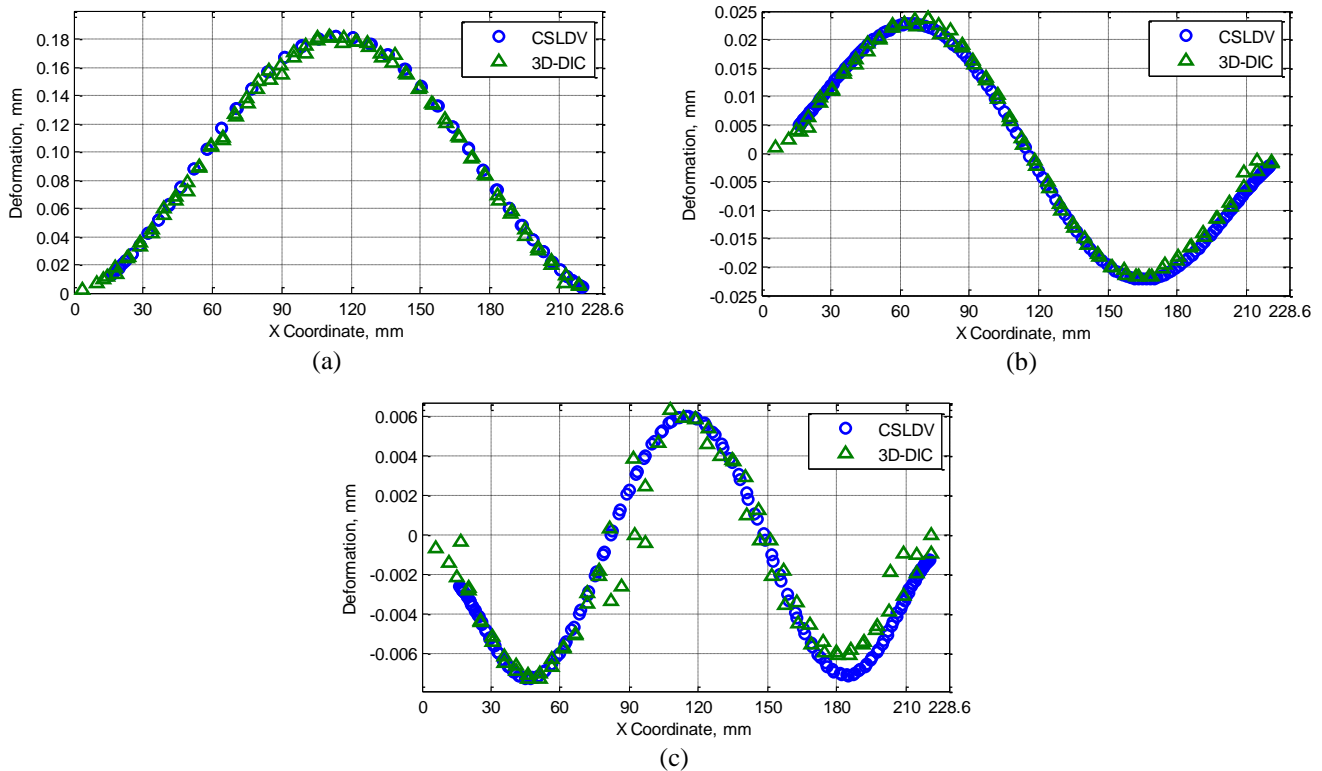 0.18
0.16
0.14
0.12
0.10
0.08
0.06
0.04
0.02
0
Deformation, mm
CSLDV
3D-DIC
0 30 60 90 120 150 180 210 228.6
X Coordinate, mm
(a)
0.025
0.02
0.015
0.01
0.005
0
-0.005
-0.01
-0.015
-0.02
-0.025
Deformation, mm
CSLDV
3D-DIC
0 30 60 90 120 150 180 210 228.6
X Coordinate, mm
(b)
0.006
0.004
0.002
0
-0.002
-0.004
-0.006
Deformation, mm
CSLDV
3D-DIC
0 30 60 90 120 150 180 210 228.6
X Coordinate, mm
(c)